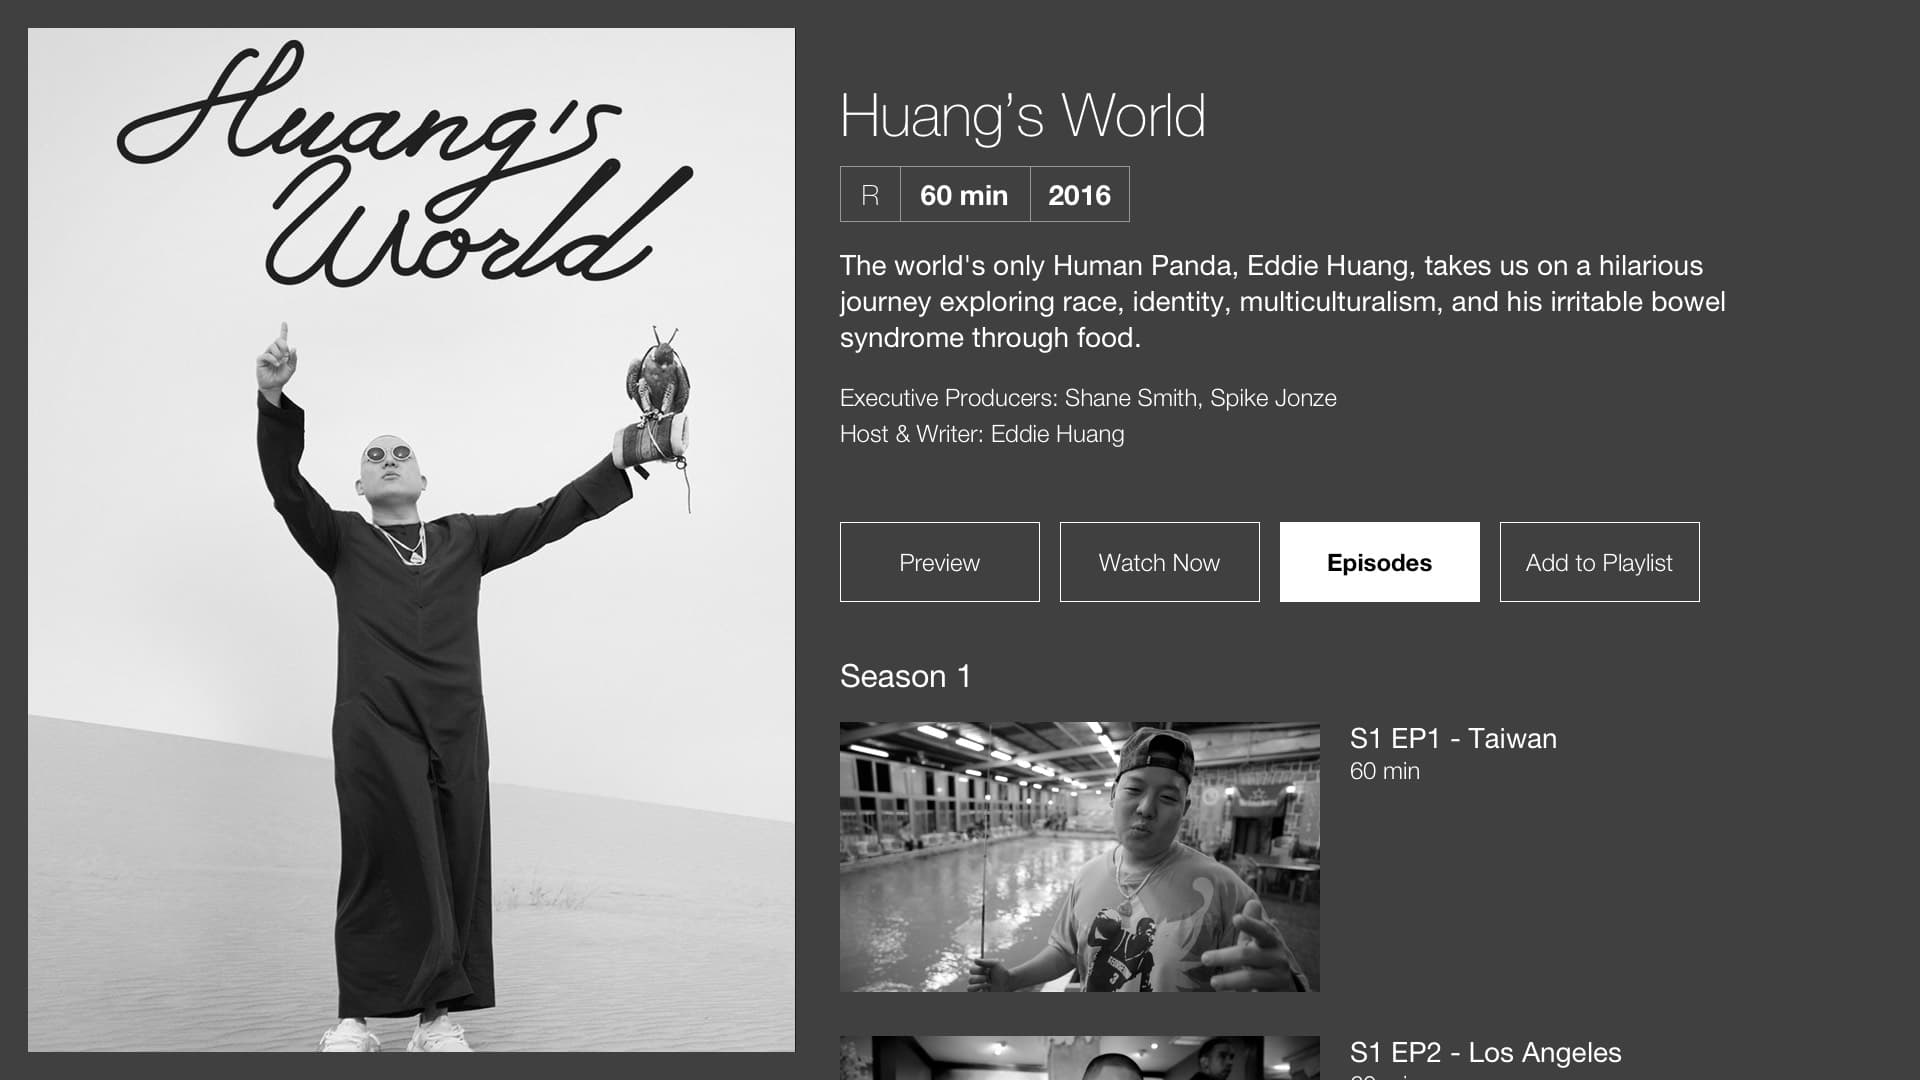 Huang's
World
Huang’s World
R
60 min
2016
The world's only Human Panda, Eddie Huang, takes us on a hilarious
journey exploring race, identity, multiculturalism, and his irritable bowel
syndrome through food.
Executive Producers: Shane Smith, Spike Jonze
Host & Writer: Eddie Huang
Preview
Watch Now
Episodes
Add to Playlist
Season 1
S1 EP1 - Taiwan
60 min
3
S1 EP2 - Los Angeles